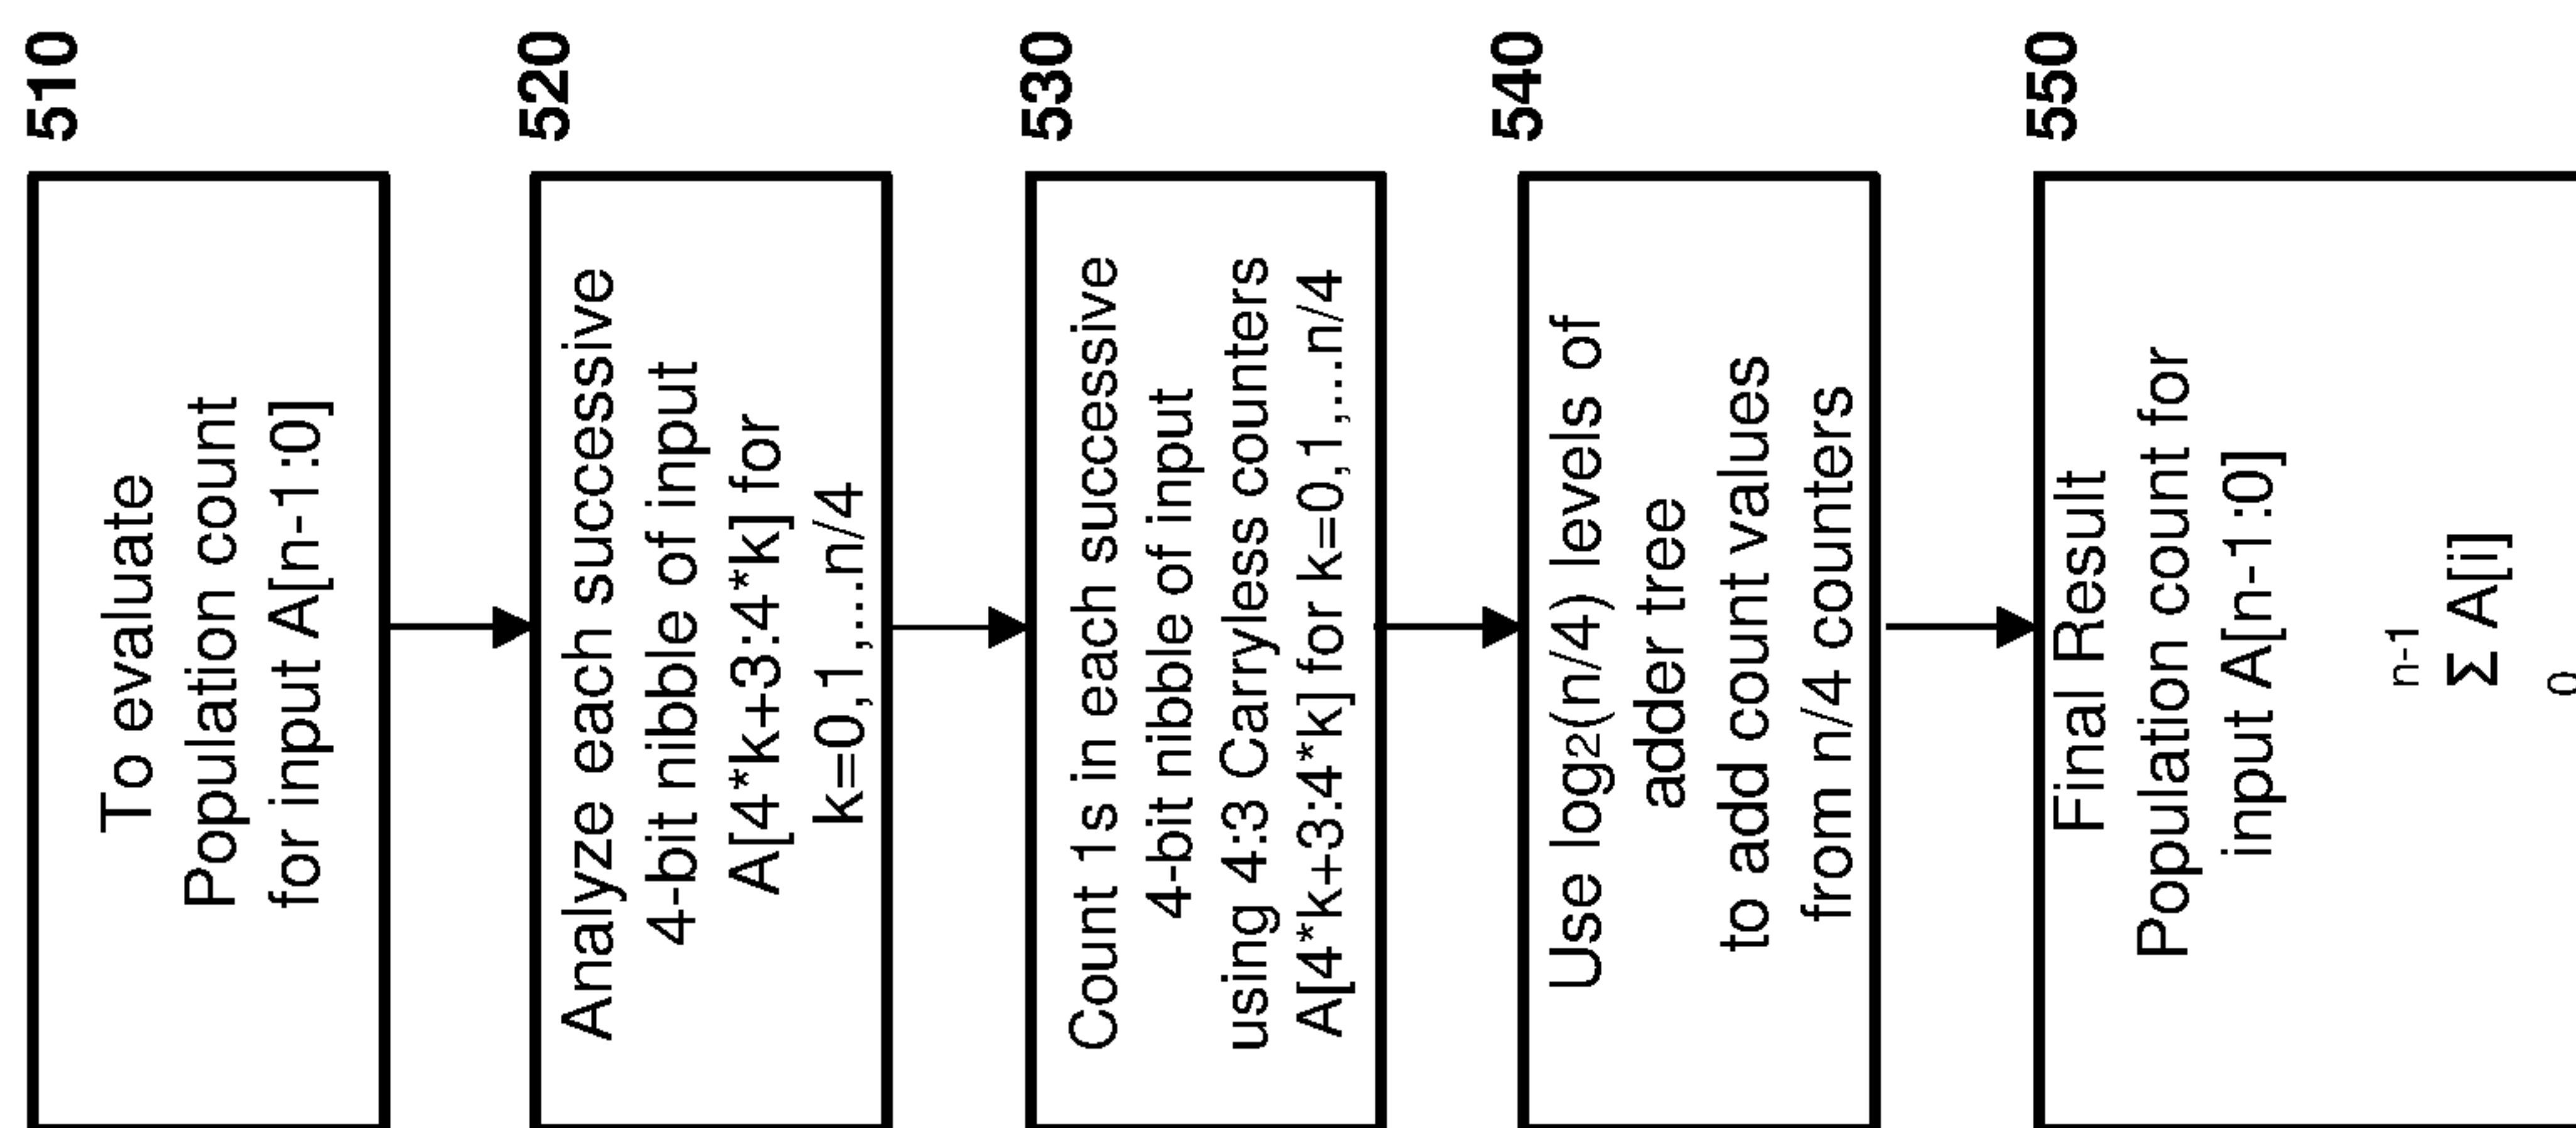 510
To evaluate
Population count
for input A[n-1:0]
520
Analyze each successive
4-bit nibble of input
A[4*k+3:4*k] for
k=0,1,...n/4
530
Count 1s in each successive
4-bit nibble of input
using 4:3 Carryless counters
A[4*k+3:4*k] for k=0,1,...n/4
540
Use log2(n/4) levels of
adder tree
to add count values
from n/4 counters
550
Final Result
Population count for
input A[n-1:0]
n-1
Σ A[i]
0